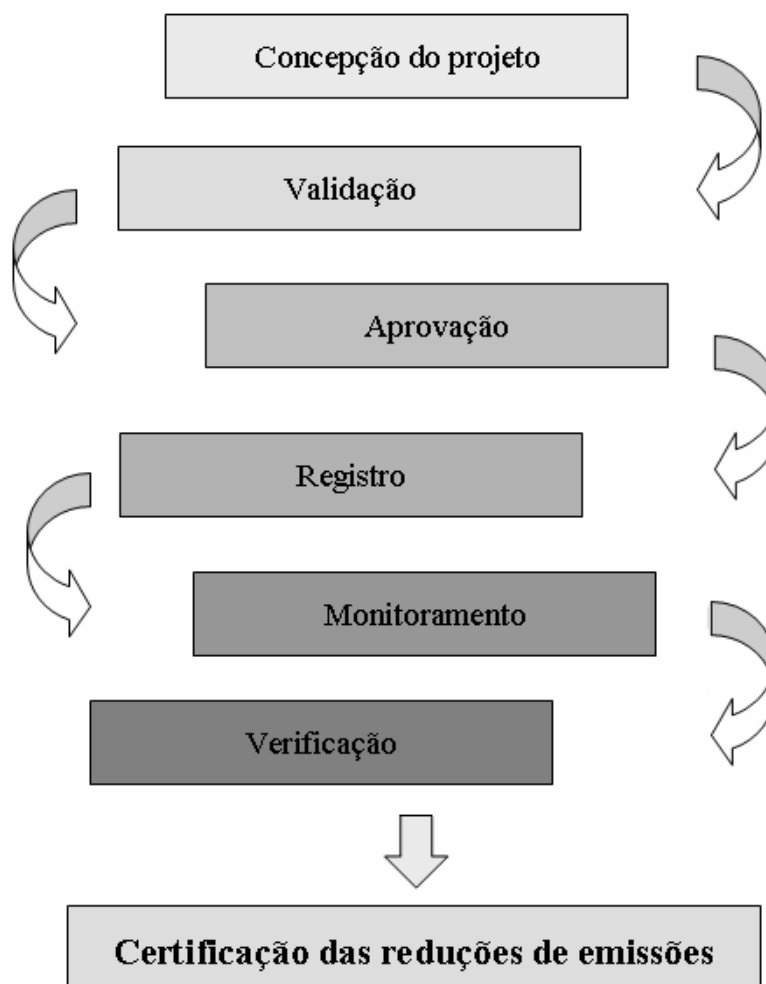 Concepção do projeto
Validação
Aprovação
Registro
Monitoramento
Verificação
Certificação das reduções de emissões